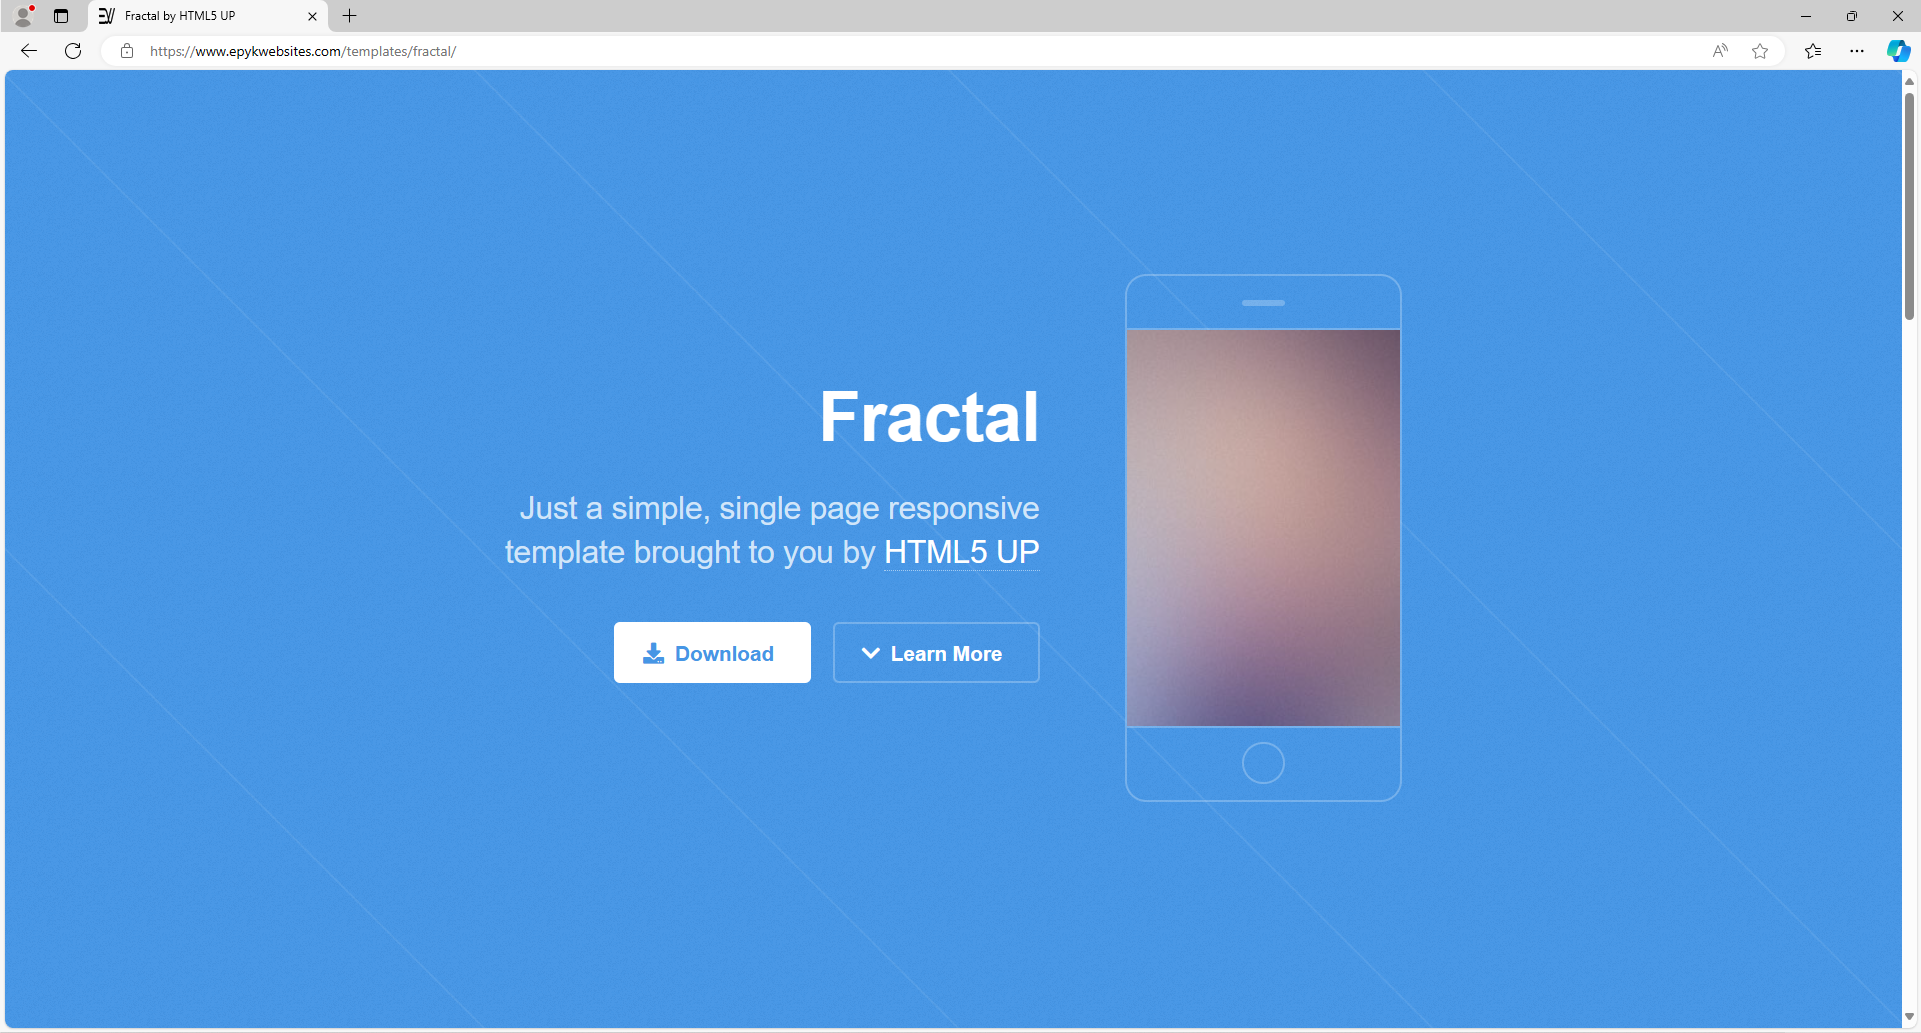 Fractal by HTML5 UP
https://www.epykwebsites.com/templates/fractal/
Fractal
Just a simple, single page responsive
template brought to you by HTML5 UP
Download
Learn More